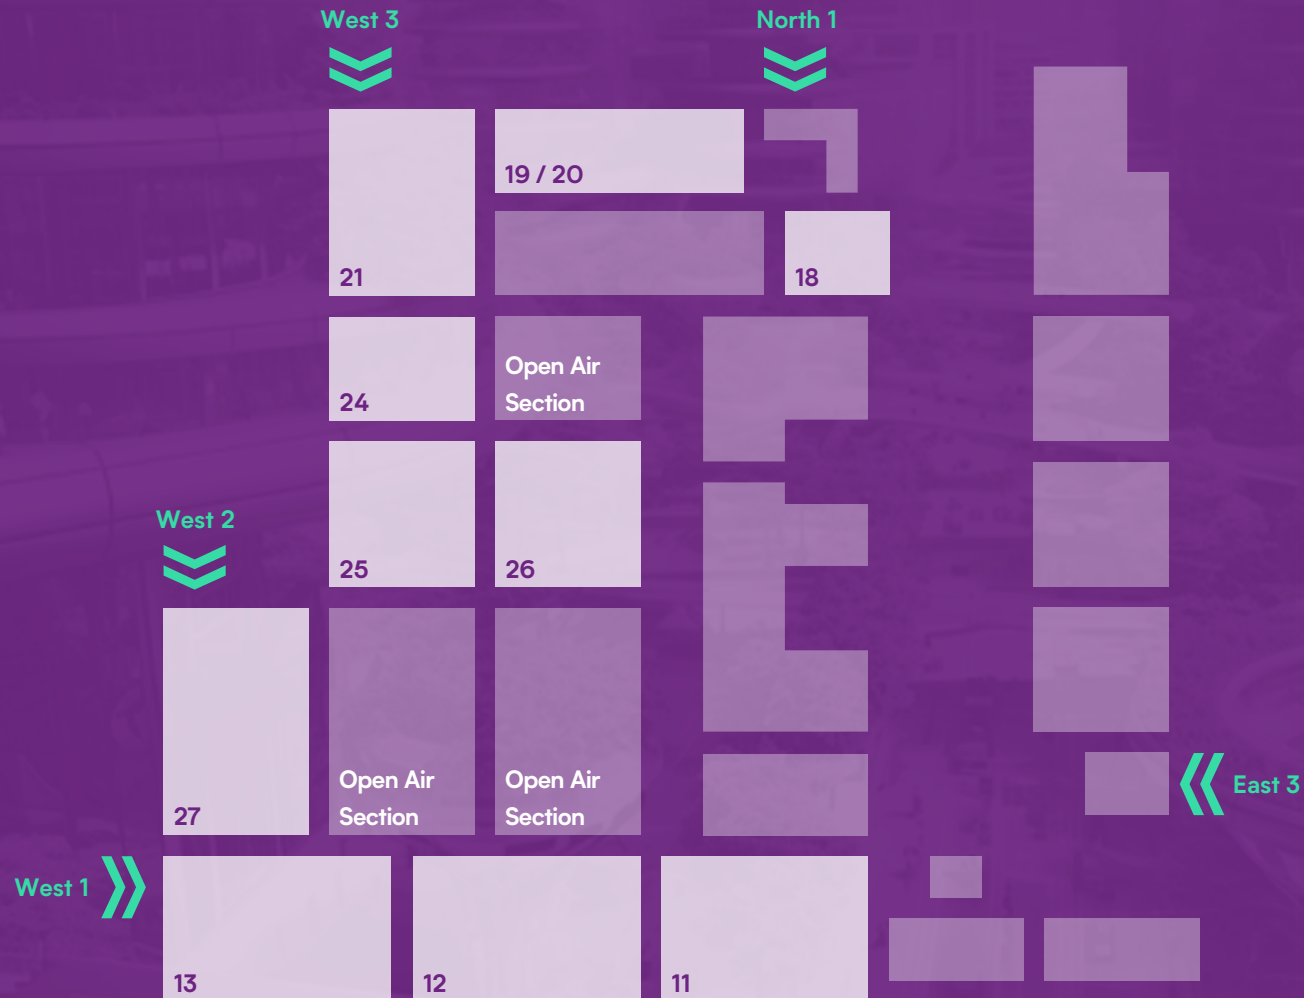 West 3
North 1
19 / 20
21
18
24
Open Air
Section
West 2
25
26
27
Open Air
Section
Open Air
Section
East 3
West 1
13
12
11